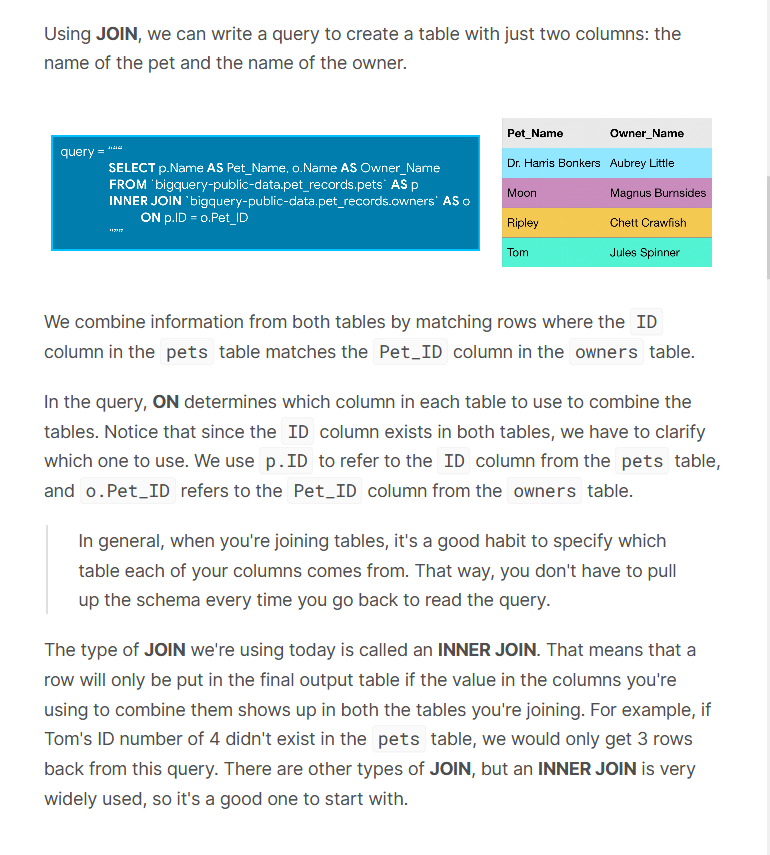 Using JOIN, we can write a query to create a table with just two columns: the
name of the pet and the name of the owner.
query = """
SELECT p.Name AS Pet_Name, o.Name AS Owner_Name
FROM `bigquery-public-data.pet_records.pets` AS p
INNER JOIN `bigquery-public-data.pet_records.owners` AS o
ON p.ID = o.Pet_ID
"""
Pet_Name Owner_Name
Dr. Harris Bonkers Aubrey Little
Moon Magnus Burnsides
Ripley Chett Crawfish
Tom Jules Spinner
We combine information from both tables by matching rows where the ID
column in the pets table matches the Pet_ID column in the owners table.
In the query, ON determines which column in each table to use to combine the
tables. Notice that since the ID column exists in both tables, we have to clarify
which one to use. We use p.ID to refer to the ID column from the pets table,
and o.Pet_ID refers to the Pet_ID column from the owners table.
In general, when you're joining tables, it's a good habit to specify which
table each of your columns comes from. That way, you don't have to pull
up the schema every time you go back to read the query.
The type of JOIN we're using today is called an INNER JOIN. That means that a
row will only be put in the final output table if the value in the columns you're
using to combine them shows up in both the tables you're joining. For example, if
Tom's ID number of 4 didn't exist in the pets table, we would only get 3 rows
back from this query. There are other types of JOIN, but an INNER JOIN is very
widely used, so it's a good one to start with.